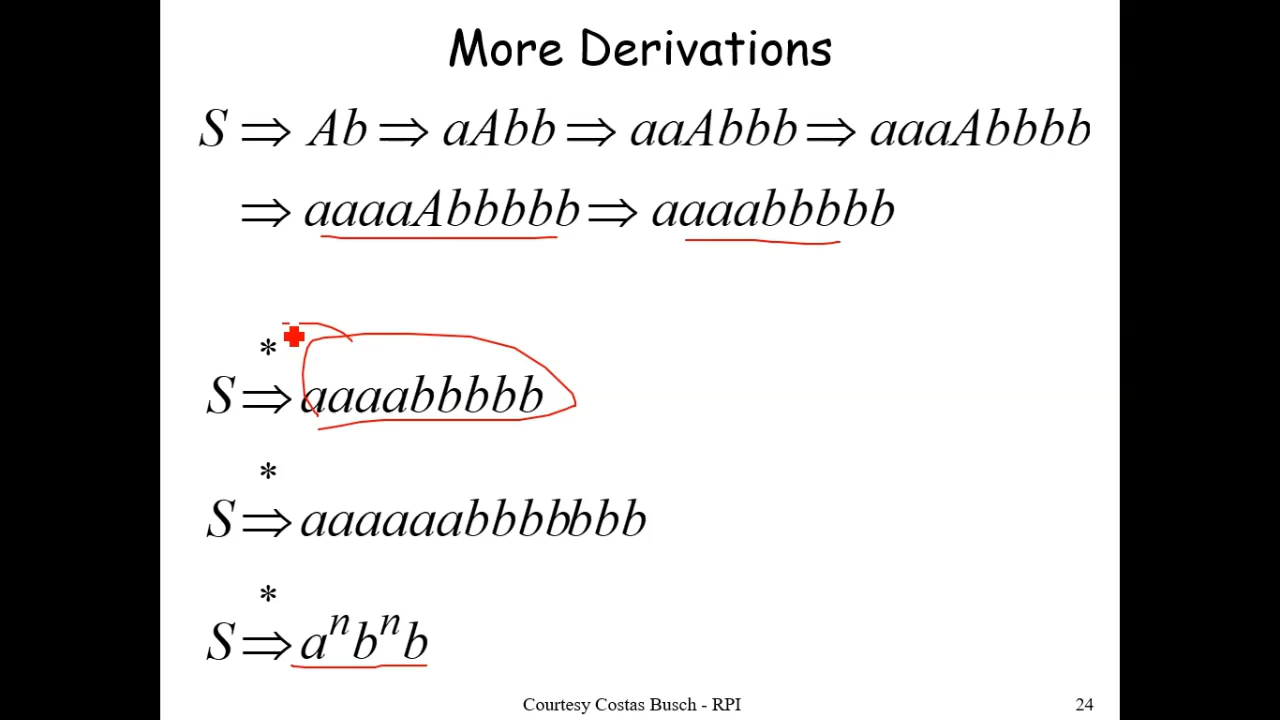 More Derivations
S ⇒ Ab ⇒ aAbb ⇒ aaAbbb ⇒ aaaAbbbb
⇒ aaaaAbbbbb ⇒ aaaabbbbb
*
S ⇒ aaaabbbbb
*
S ⇒ aaaaaabbbbbbb
*
S ⇒ aⁿbⁿb
Courtesy Costas Busch - RPI
24